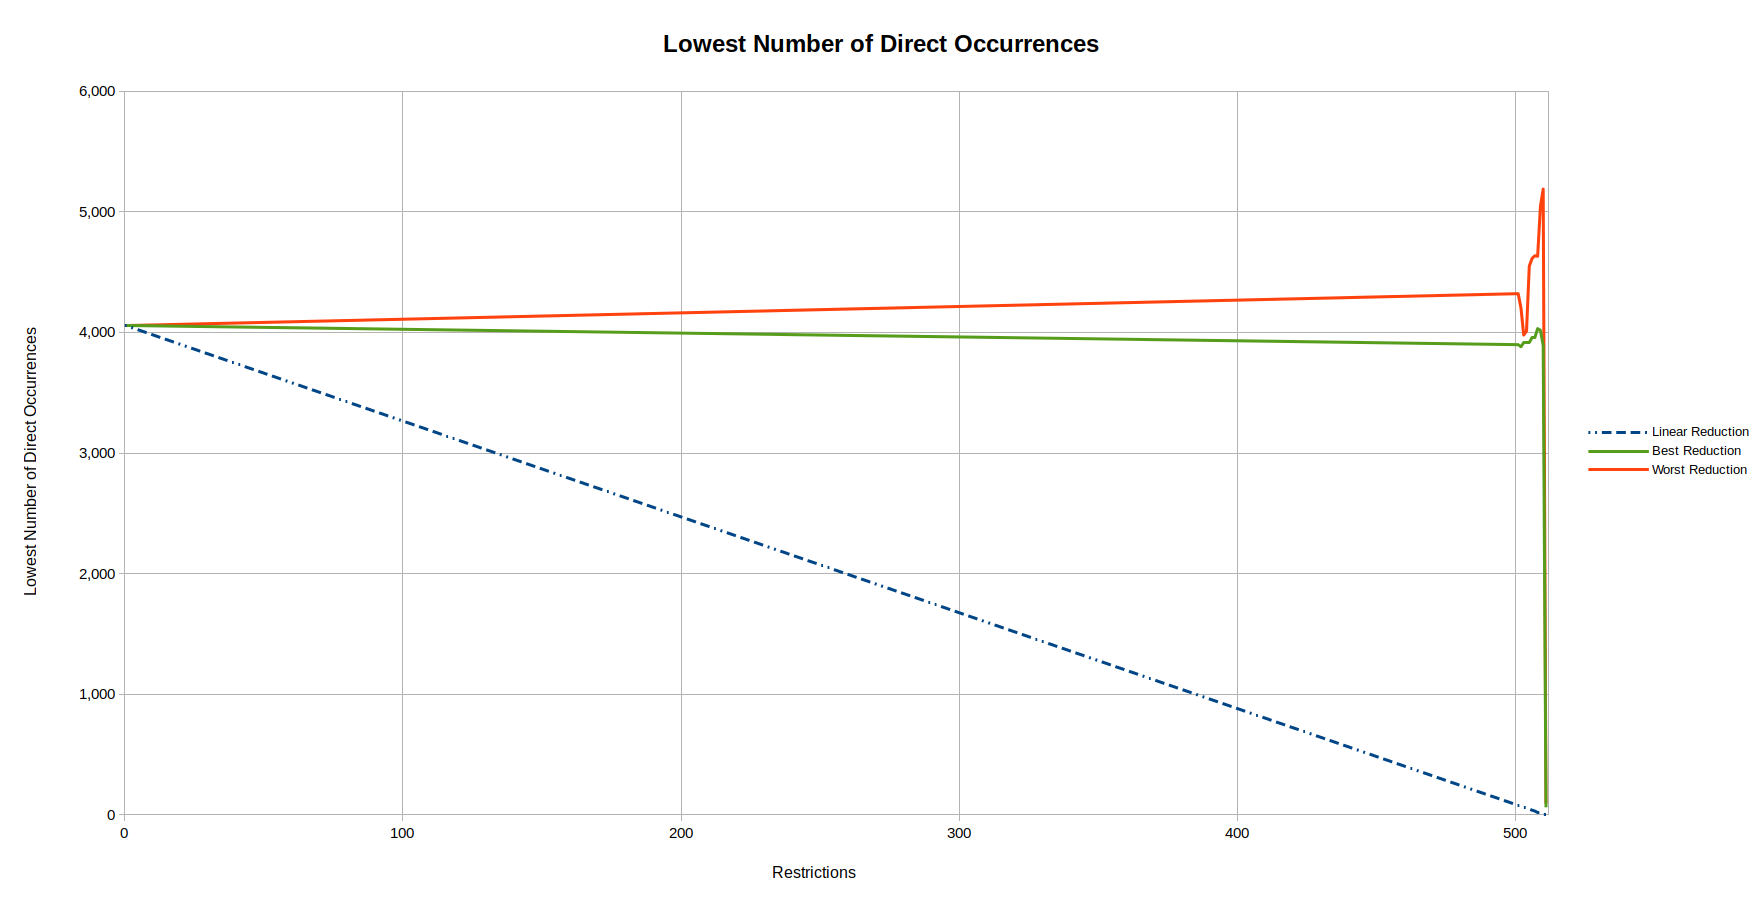 Lowest Number of Direct Occurrences
6,000
5,000
4,000
3,000
2,000
1,000
0
Lowest Number of Direct Occurrences
0 100 200 300 400 500
Restrictions
Linear Reduction
Best Reduction
Worst Reduction